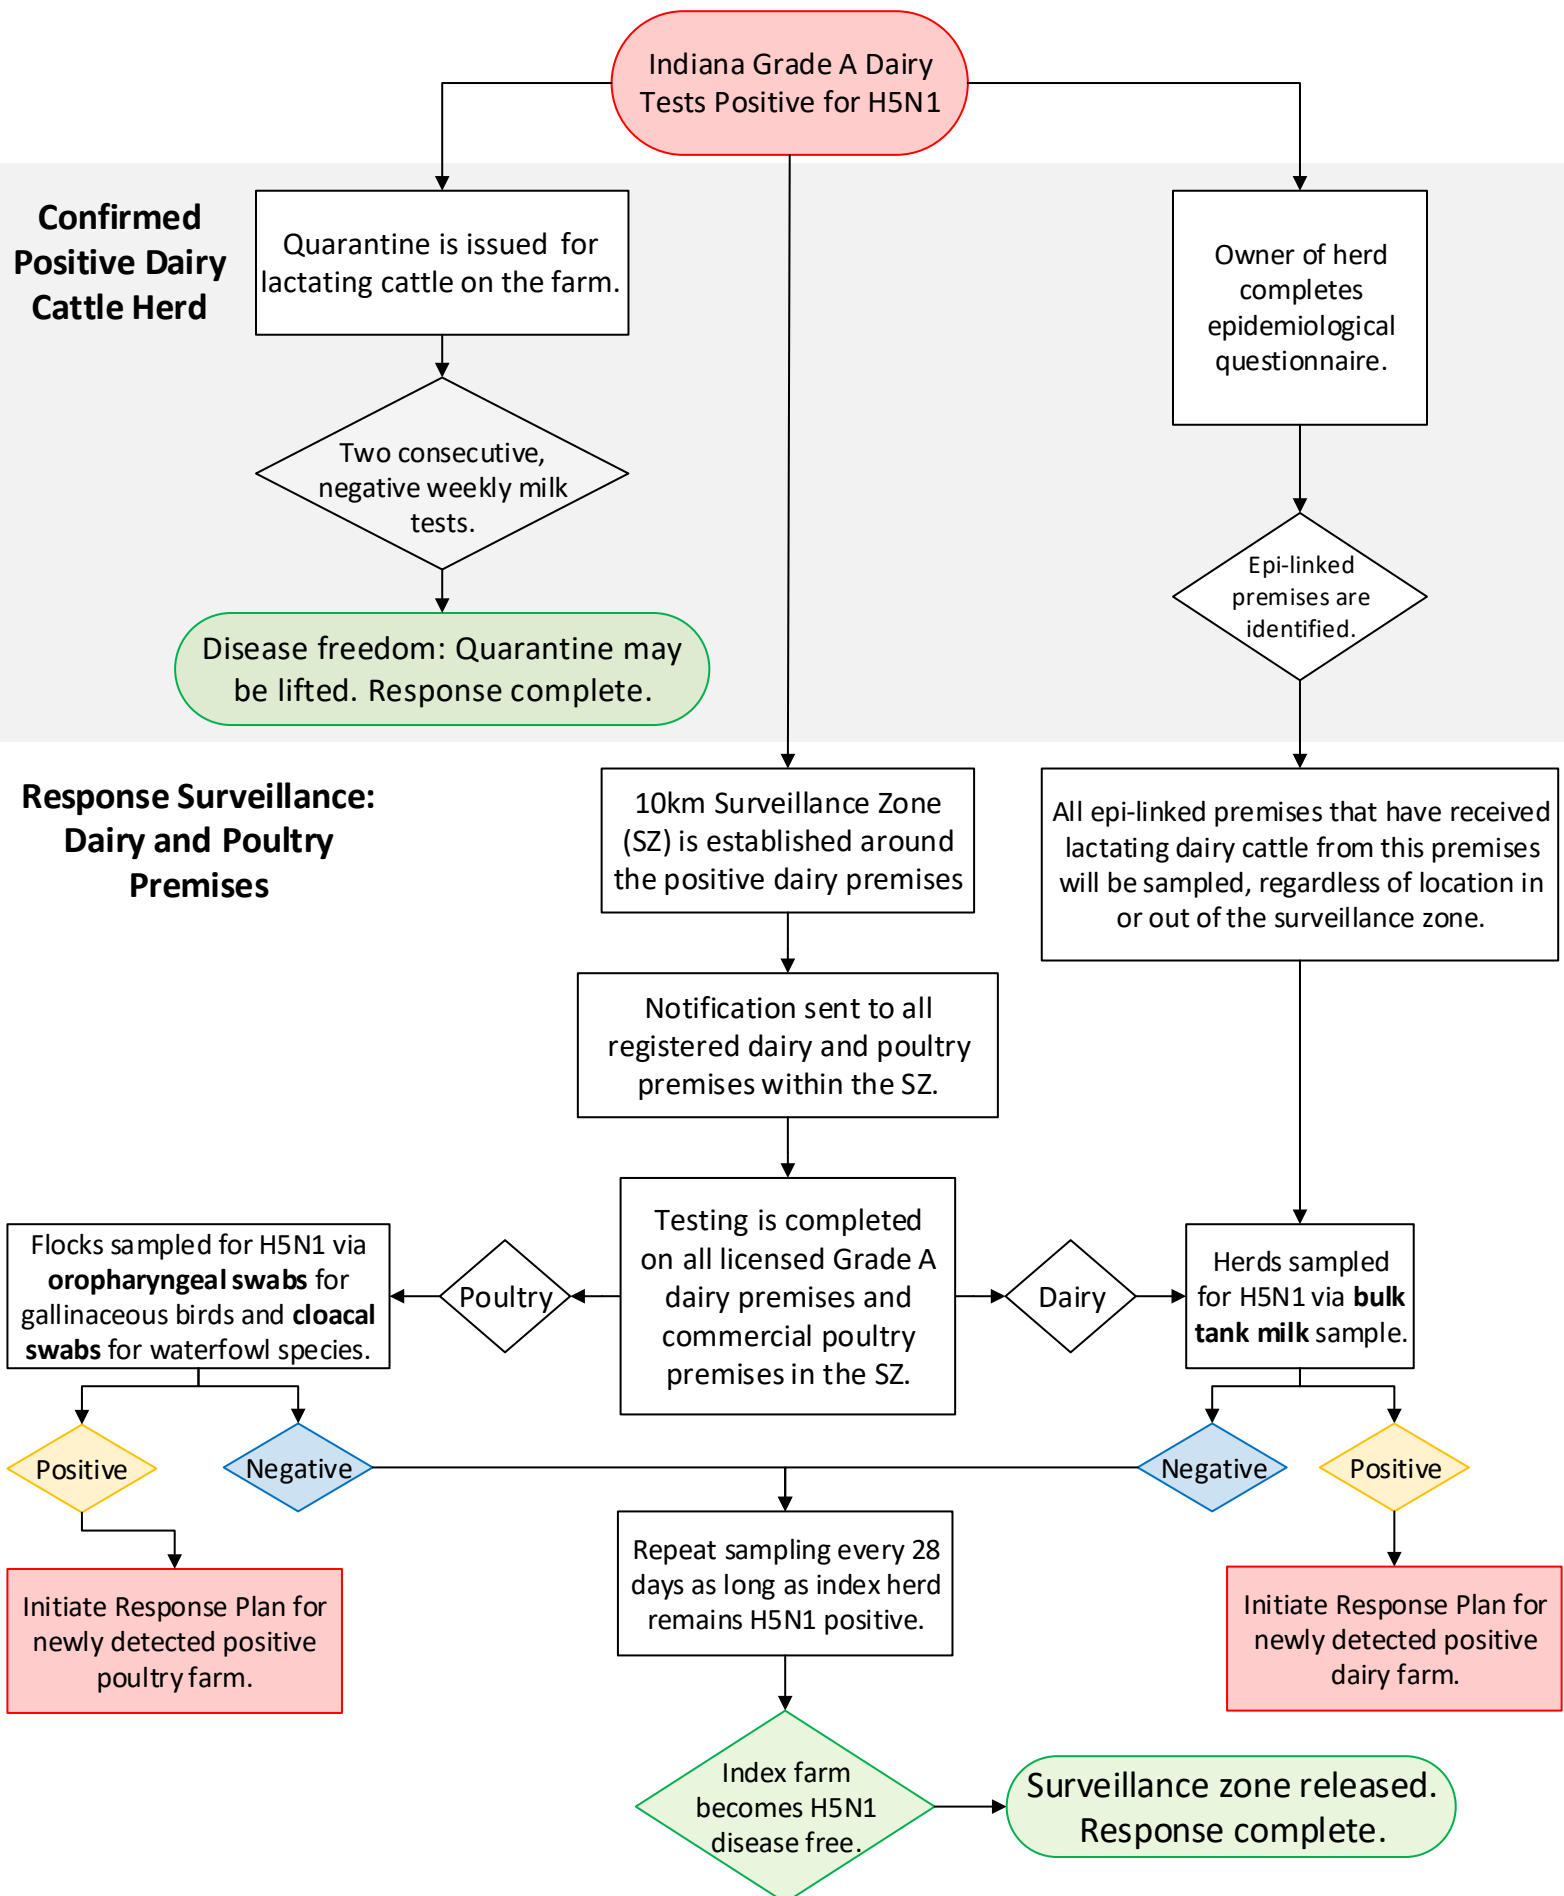 Indiana Grade A Dairy
Tests Positive for H5N1
Confirmed
Positive Dairy
Cattle Herd
Quarantine is issued for
lactating cattle on the farm.
Owner of herd
completes
epidemiological
questionnaire.
Two consecutive,
negative weekly milk
tests.
Epi-linked
premises are
identified.
Disease freedom: Quarantine may
be lifted. Response complete.
Response Surveillance:
Dairy and Poultry
Premises
10km Surveillance Zone
(SZ) is established around
the positive dairy premises
All epi-linked premises that have received
lactating dairy cattle from this premises
will be sampled, regardless of location in
or out of the surveillance zone.
Notification sent to all
registered dairy and poultry
premises within the SZ.
Flocks sampled for H5N1 via
oropharyngeal swabs for
gallinaceous birds and cloacal
swabs for waterfowl species.
Poultry
Testing is completed
on all licensed Grade A
dairy premises and
commercial poultry
premises in the SZ.
Dairy
Herds sampled
for H5N1 via bulk
tank milk sample.
Positive
Negative
Negative
Positive
Initiate Response Plan for
newly detected positive
poultry farm.
Repeat sampling every 28
days as long as index herd
remains H5N1 positive.
Initiate Response Plan for
newly detected positive
dairy farm.
Index farm
becomes H5N1
disease free.
Surveillance zone released.
Response complete.